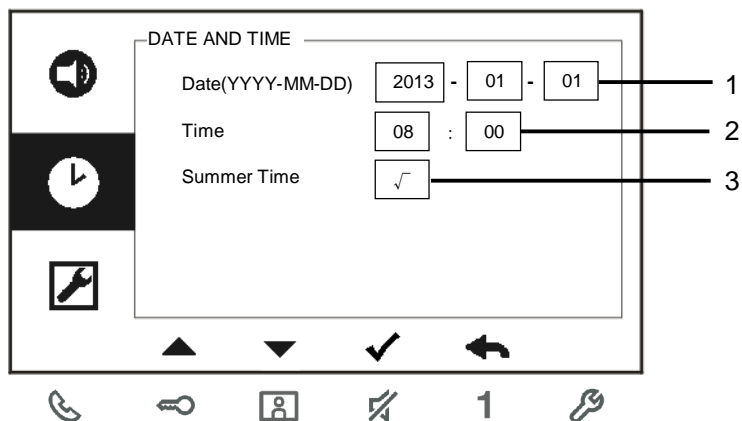 DATE AND TIME
Date(YYYY-MM-DD) 2013 - 01 - 01 1
Time 08 : 00 2
Summer Time √ 3
1